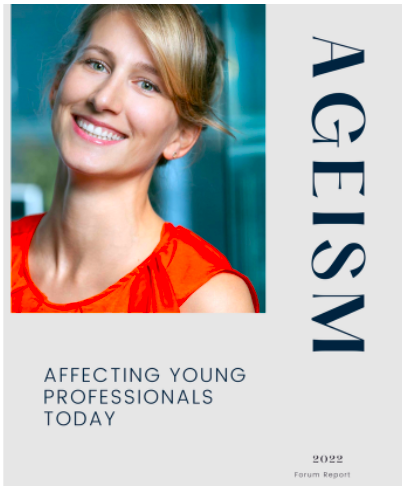 AGEISM
AFFECTING YOUNG
PROFESSIONALS
TODAY
2022
Forum Report